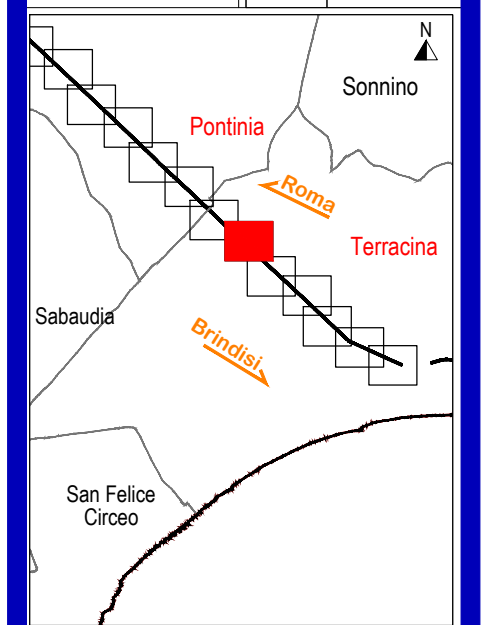 N
Sonnino
Pontinia
Roma
Terracina
Sabaudia
Brindisi
San Felice
Circeo